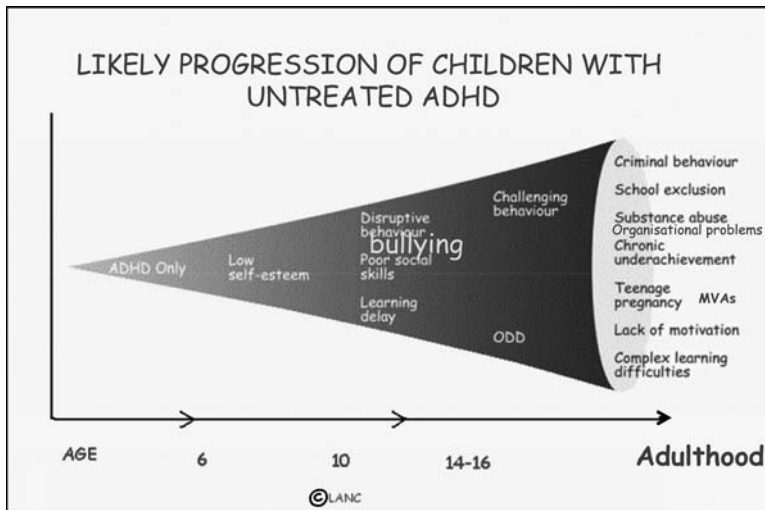 LIKELY PROGRESSION OF CHILDREN WITH
UNTREATED ADHD
ADHD Only
Low
self-esteem
Disruptive
behaviour
bullying
Poor social
skills
Learning
delay
Challenging
behaviour
ODD
Criminal behaviour
School exclusion
Substance abuse
Organisational problems
Chronic
underachievement
Teenage
pregnancy MVAs
Lack of motivation
Complex learning
difficulties
AGE 6 10 14-16 Adulthood
©LANC